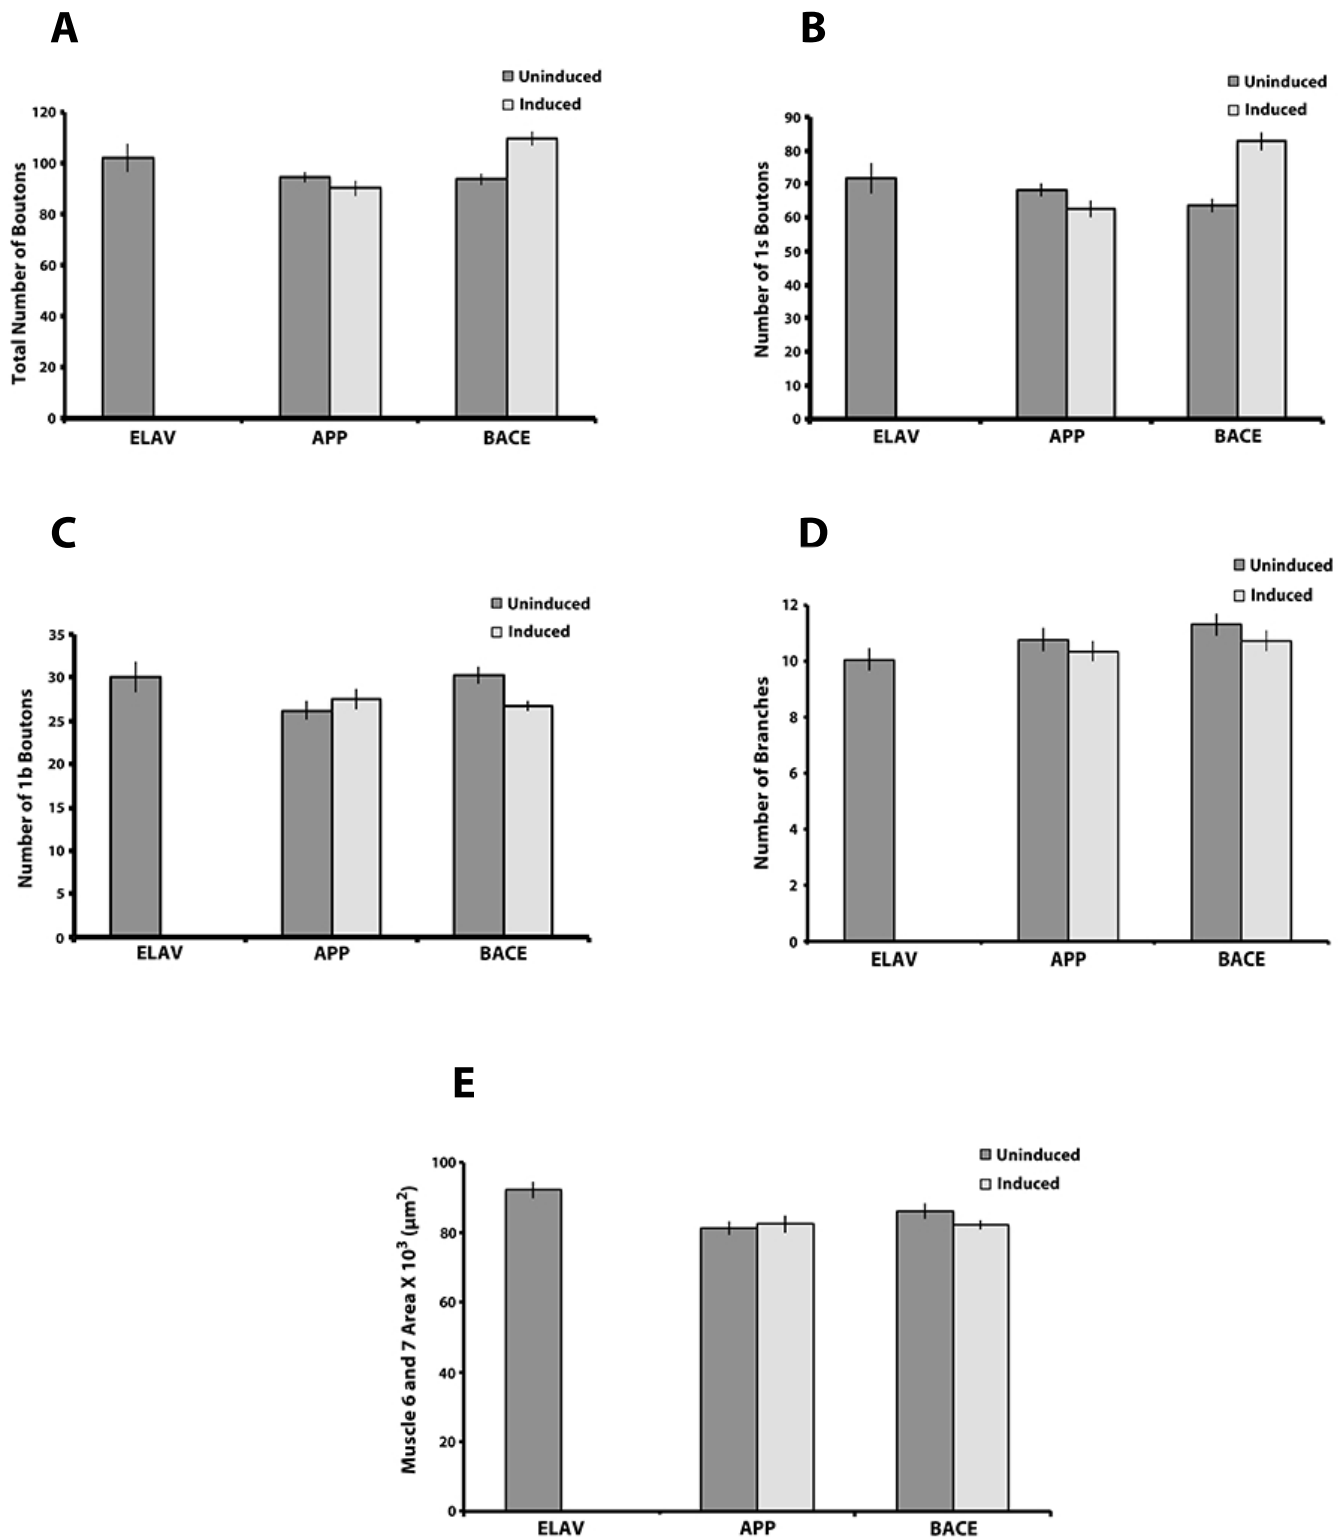 A
Uninduced
Induced
Total Number of Boutons
120
100
80
60
40
20
0
ELAV APP BACE
B
Uninduced
Induced
Number of 1s Boutons
90
80
70
60
50
40
30
20
10
0
ELAV APP BACE
C
Uninduced
Induced
Number of 1b Boutons
35
30
25
20
15
10
5
0
ELAV APP BACE
D
Uninduced
Induced
Number of Branches
12
10
8
6
4
2
0
ELAV APP BACE
E
Uninduced
Induced
Muscle 6 and 7 Area X 10³ (µm²)
100
80
60
40
20
0
ELAV APP BACE